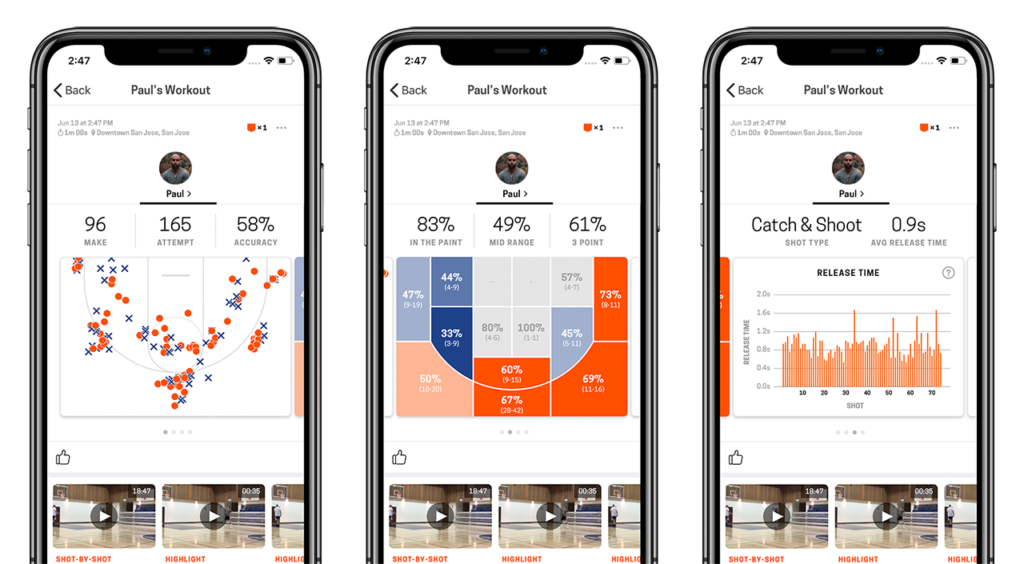 2:47
Back Paul's Workout
Jun 13 at 2:47 PM
1m 00s Downtown San Jose, San Jose
×1
Paul >
96 165 58%
MAKE ATTEMPT ACCURACY
18:47 00:35
SHOT-BY-SHOT HIGHLIGHT HIGHLIG
2:47
Back Paul's Workout
Jun 13 at 2:47 PM
1m 00s Downtown San Jose, San Jose
×1
Paul >
83% 49% 61%
IN THE PAINT MID RANGE 3 POINT
47%
(9-19)
44%
(4-9)
57%
(4-7)
73%
(8-11)
33%
(3-9)
80%
(4-5)
100%
(1-1)
45%
(5-11)
50%
(10-20)
60%
(9-15)
69%
(11-16)
67%
(28-42)
18:47 00:35
SHOT-BY-SHOT HIGHLIGHT HIGHLIG
2:47
Back Paul's Workout
Jun 13 at 2:47 PM
1m 00s Downtown San Jose, San Jose
×1
Paul >
Catch & Shoot 0.9s
SHOT TYPE AVG RELEASE TIME
RELEASE TIME ?
2.0s
1.6s
1.2s
0.8s
0.4s
0.0s
RELEASE TIME
10 20 30 40 50 60 70
SHOT
18:47 00:35
SHOT-BY-SHOT HIGHLIGHT HIGHLIG